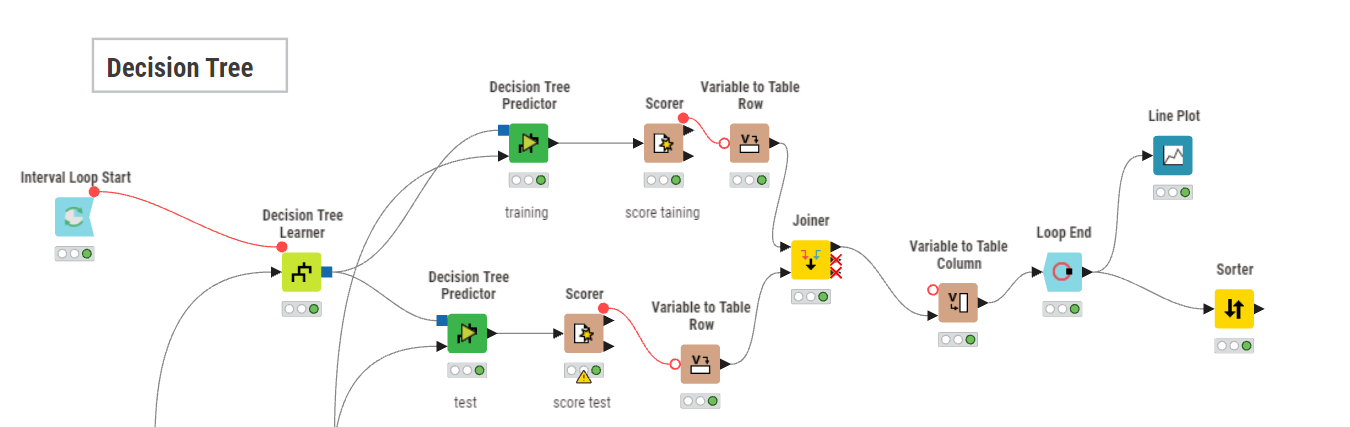 Decision Tree
Decision Tree
Predictor
Scorer
Variable to Table
Row
Line Plot
Interval Loop Start
training
score taining
Decision Tree
Learner
Joiner
Variable to Table
Column
Loop End
Decision Tree
Predictor
Scorer
Variable to Table
Row
Sorter
test
score test